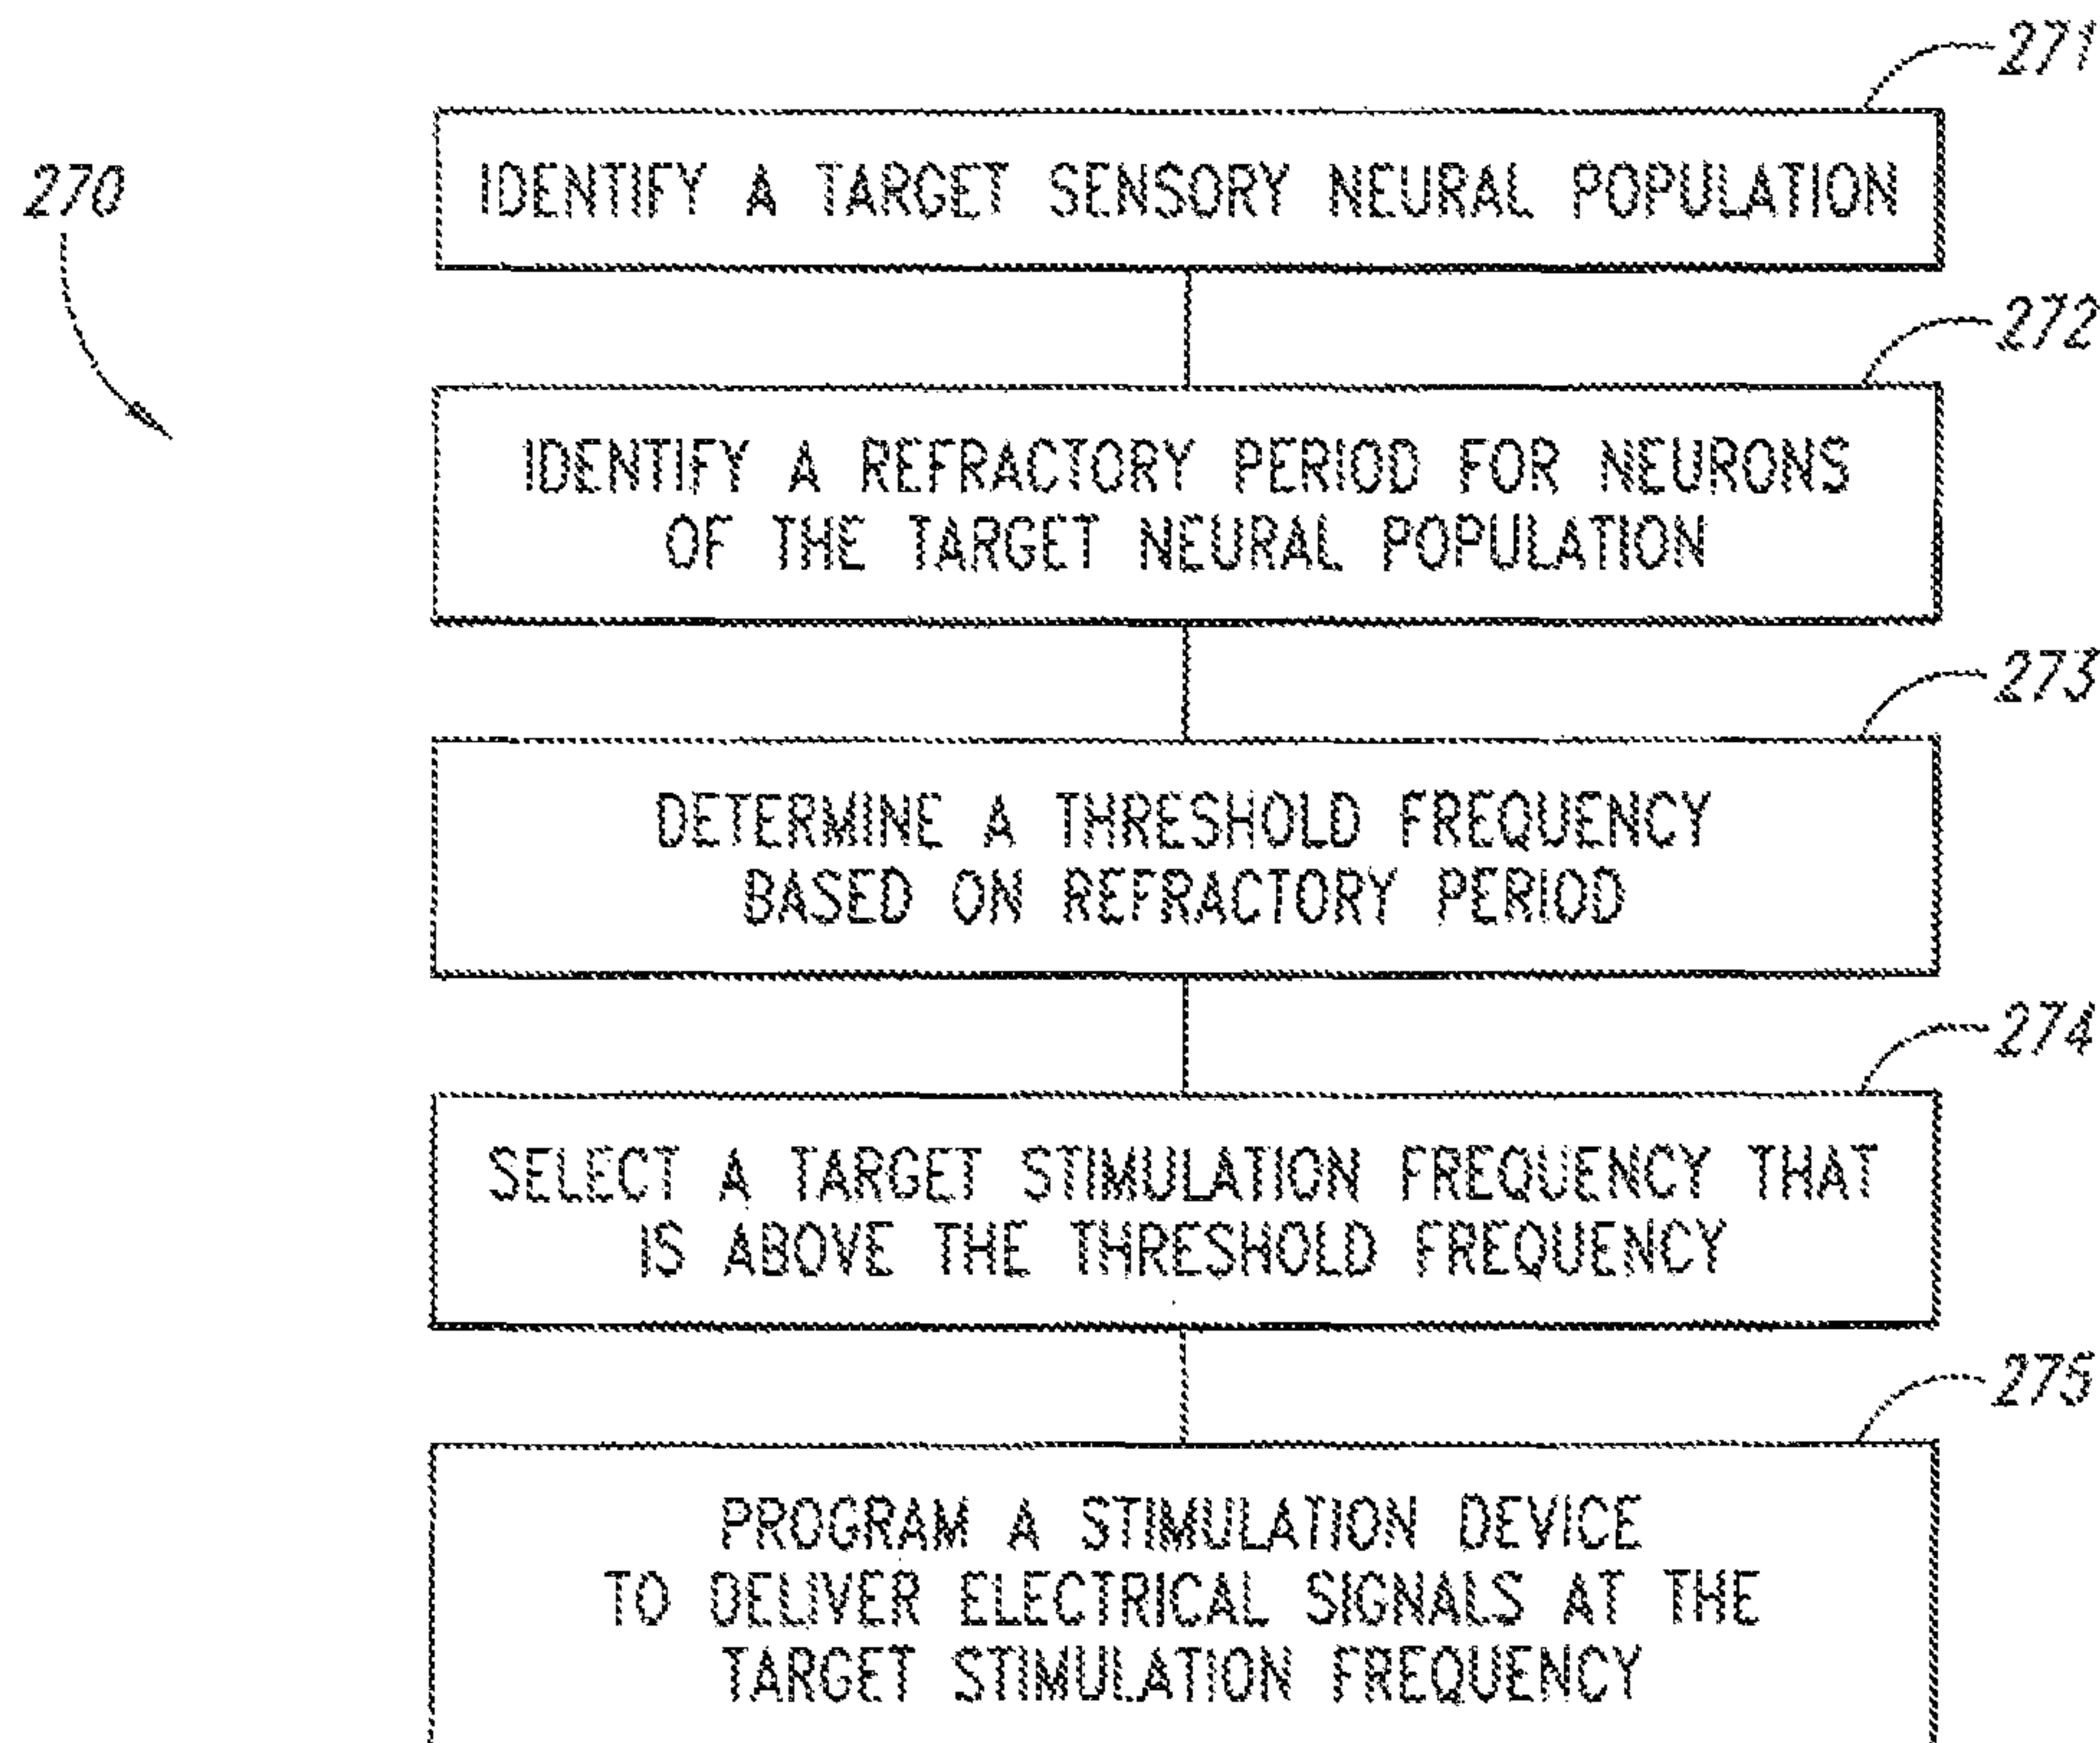 271
270
IDENTIFY A TARGET SENSORY NEURAL POPULATION
272
IDENTIFY A REFRACTORY PERIOD FOR NEURONS
OF THE TARGET NEURAL POPULATION
273
DETERMINE A THRESHOLD FREQUENCY
BASED ON REFRACTORY PERIOD
274
SELECT A TARGET STIMULATION FREQUENCY THAT
IS ABOVE THE THRESHOLD FREQUENCY
275
PROGRAM A STIMULATION DEVICE
TO DELIVER ELECTRICAL SIGNALS AT THE
TARGET STIMULATION FREQUENCY